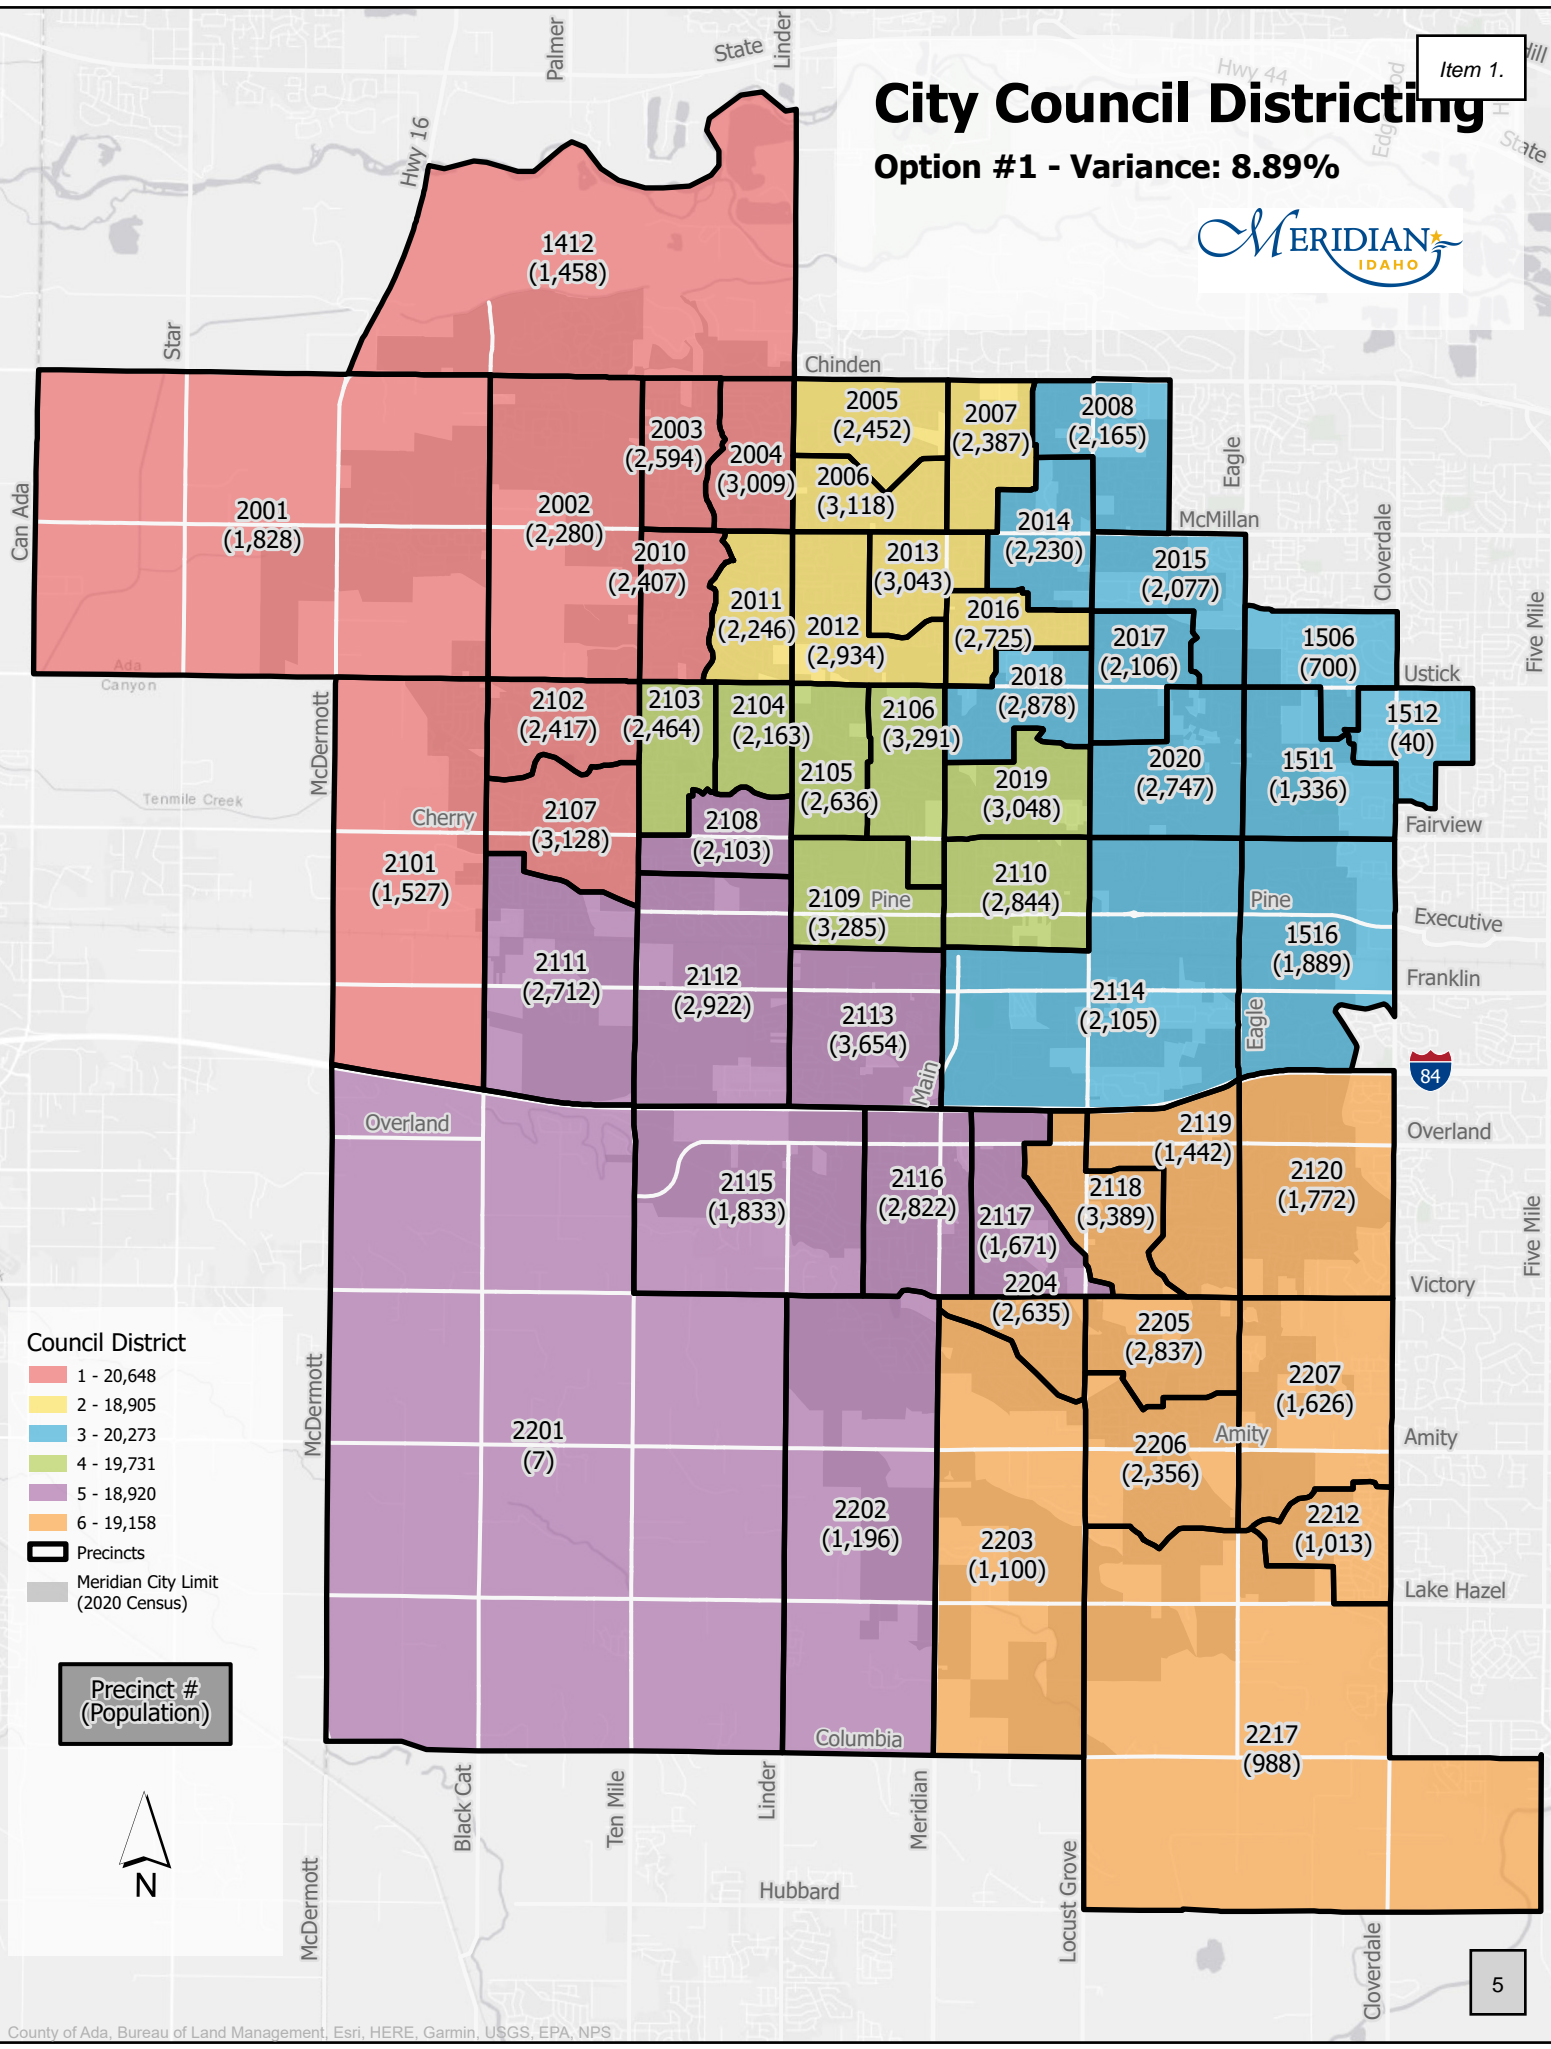 Item 1.
City Council Districting
Option #1 - Variance: 8.89%
MERIDIAN
IDAHO
Palmer
State
Linder
Hwy 44
Hwy 16
State
Star
Can Ada
Chinden
1412
(1,458)
2001
(1,828)
2002
(2,280)
2003
(2,594)
2004
(3,009)
2005
(2,452)
2006
(3,118)
2007
(2,387)
2008
(2,165)
Eagle
McMillan
Cloverdale
Five Mile
2010
(2,407)
2011
(2,246)
2012
(2,934)
2013
(3,043)
2014
(2,230)
2015
(2,077)
2016
(2,725)
2017
(2,106)
2018
(2,878)
1506
(700)
Ustick
1512
(40)
Ada
Canyon
McDermott
Tenmile Creek
Cherry
2102
(2,417)
2103
(2,464)
2104
(2,163)
2105
(2,636)
2106
(3,291)
2019
(3,048)
2020
(2,747)
1511
(1,336)
Fairview
2101
(1,527)
2107
(3,128)
2108
(2,103)
2109
(3,285)
Pine
2110
(2,844)
Pine
Executive
1516
(1,889)
Franklin
2111
(2,712)
2112
(2,922)
2113
(3,654)
Main
2114
(2,105)
Eagle
84
Overland
Overland
2115
(1,833)
2116
(2,822)
2117
(1,671)
2118
(3,389)
2119
(1,442)
2120
(1,772)
Five Mile
Victory
2204
(2,635)
2205
(2,837)
2207
(1,626)
2201
(7)
2202
(1,196)
2203
(1,100)
2206
(2,356)
Amity
Amity
2212
(1,013)
Lake Hazel
2217
(988)
Columbia
McDermott
Council District
1 - 20,648
2 - 18,905
3 - 20,273
4 - 19,731
5 - 18,920
6 - 19,158
Precincts
Meridian City Limit
(2020 Census)
Precinct #
(Population)
N
McDermott
Black Cat
Ten Mile
Linder
Meridian
Hubbard
Locust Grove
Cloverdale
5
County of Ada, Bureau of Land Management, Esri, HERE, Garmin, USGS, EPA, NPS